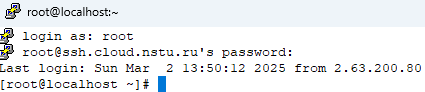 root@localhost:~
login as: root
root@ssh.cloud.nstu.ru's password:
Last login: Sun Mar  2 13:50:12 2025 from 2.63.200.80
[root@localhost:~]#